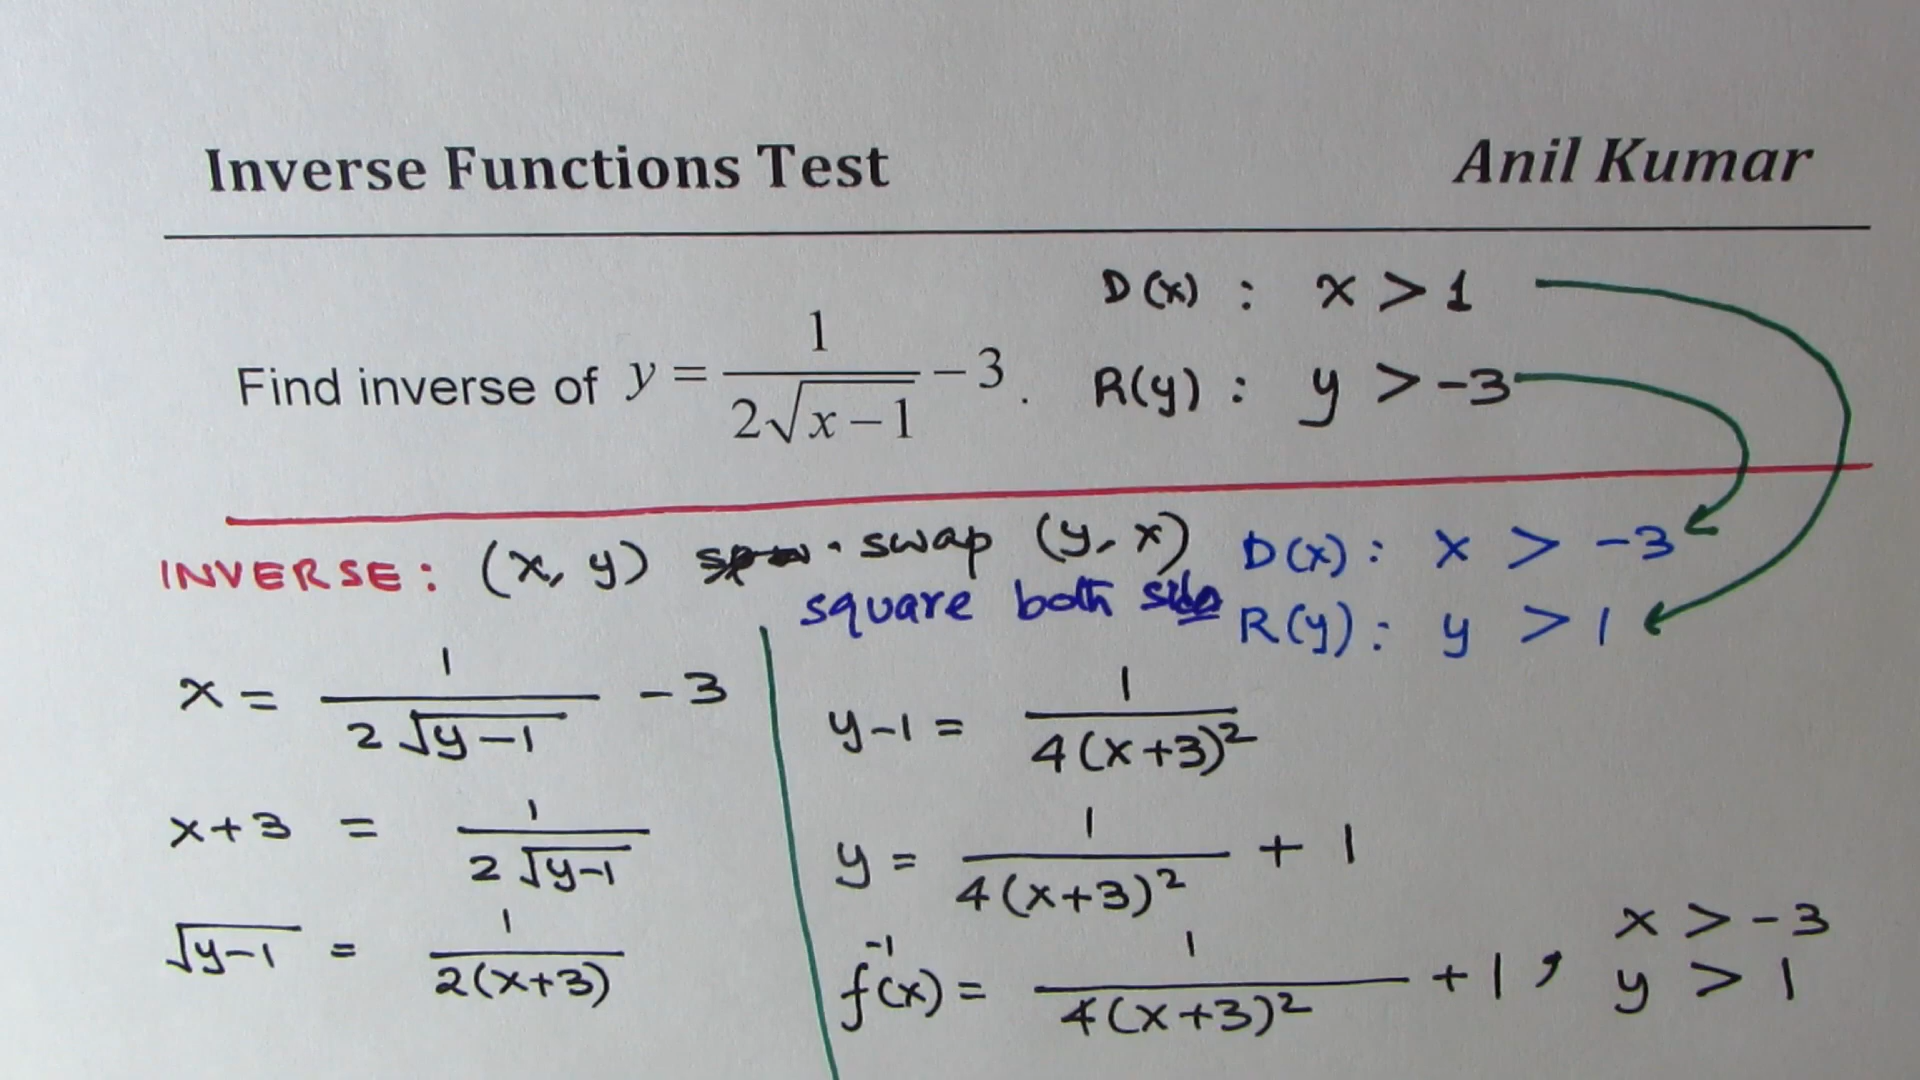 Inverse Functions Test
Anil Kumar
Find inverse of y = 1/(2√(x−1)) − 3.
D(x) : x > 1
R(y) : y > -3
INVERSE: (x, y) · swap (y, x)
D(x) : x > -3
square both
R(y) : y > 1
x = 1/(2√(y-1)) - 3
x+3 = 1/(2√(y-1))
√(y-1) = 1/(2(x+3))
y-1 = 1/(4(x+3)²)
y = 1/(4(x+3)²) + 1
f⁻¹(x) = 1/(4(x+3)²) + 1 , x > -3
y > 1